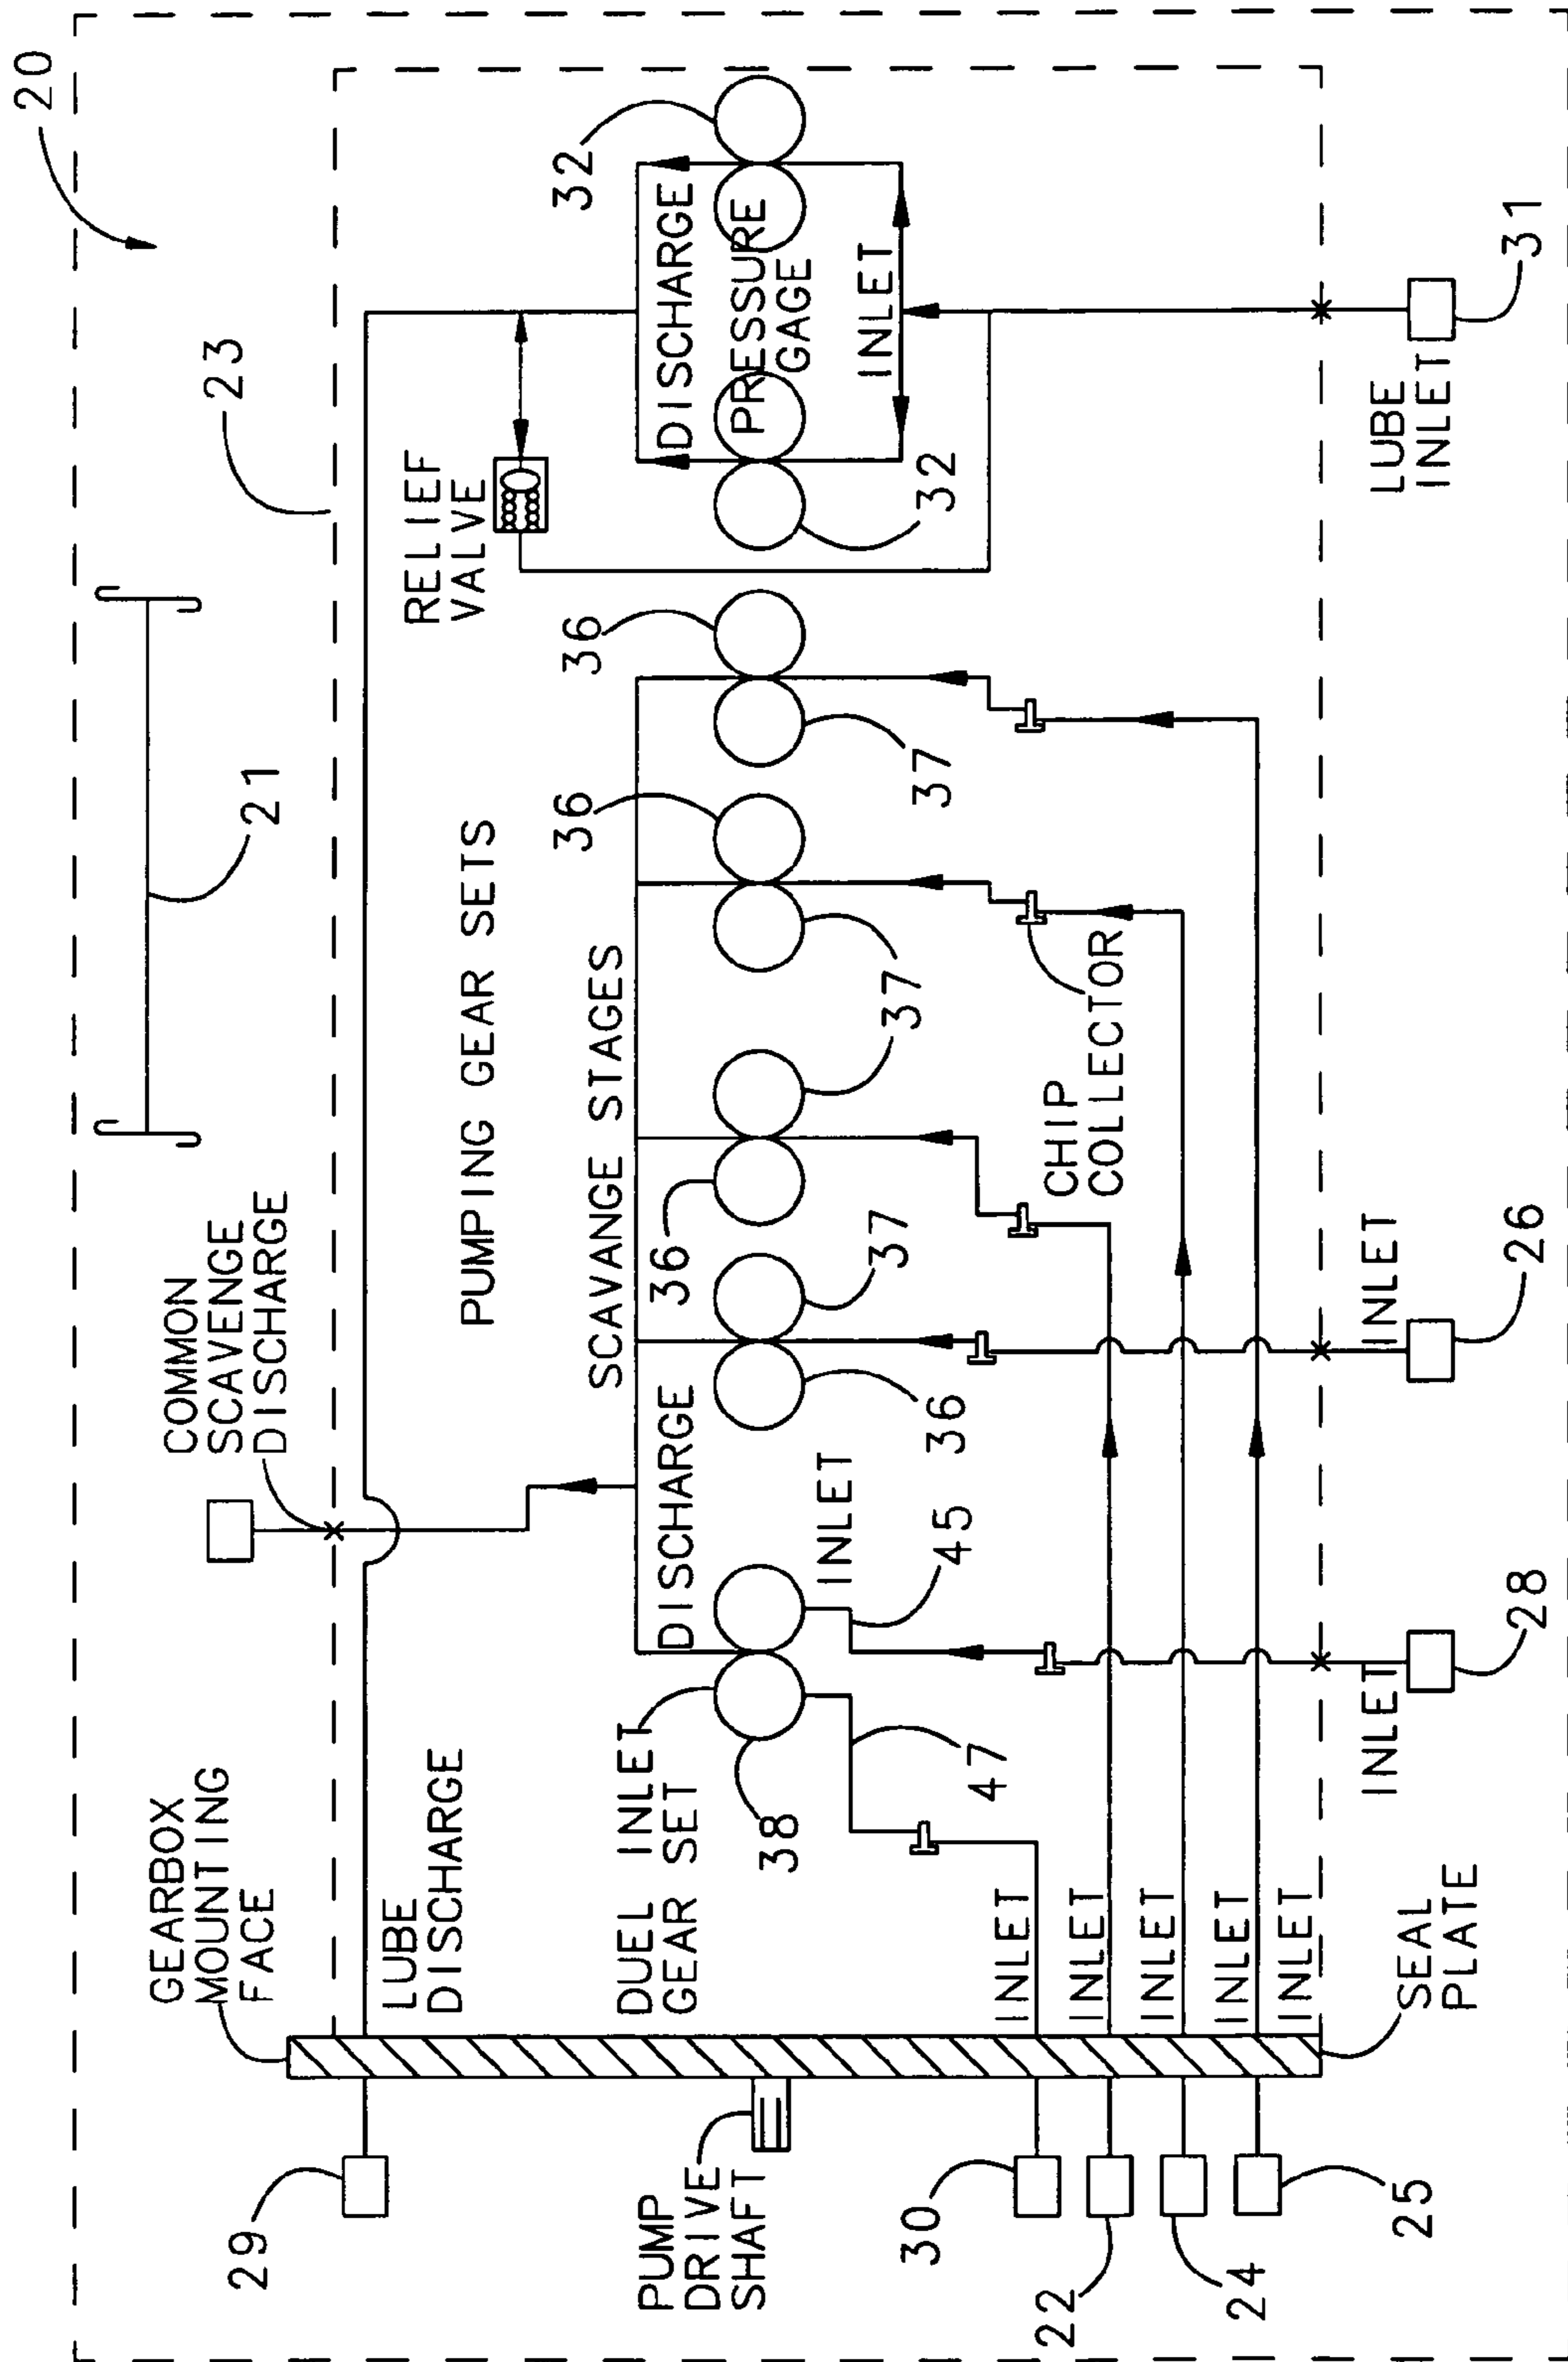 20
21
23
COMMON
SCAVENGE
DISCHARGE
GEARBOX
MOUNTING
FACE
29
LUBE
DISCHARGE
PUMPING GEAR SETS
RELIEF
VALVE
SCAVANGE STAGES
DISCHARGE
DISCHARGE
DUEL INLET
GEAR SET
38
36
37
36
37
37
36
37
36
32
32
PRESSURE
GAGE
INLET
INLET
45
47
PUMP
DRIVE
SHAFT
CHIP
COLLECTOR
30
22
24
25
INLET
INLET
INLET
INLET
INLET
SEAL
PLATE
INLET
28
INLET
26
LUBE
INLET
31